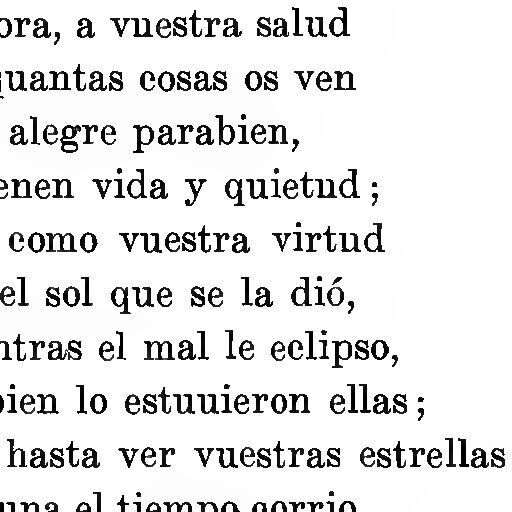 ora, a vuestra salud
quantas cosas os ven
alegre parabien,
enen vida y quietud;
como vuestra virtud
el sol que se la dió,
ntras el mal le eclipso,
bien lo estuuieron ellas;
hasta ver vuestras estrellas
una el tiempo corrio